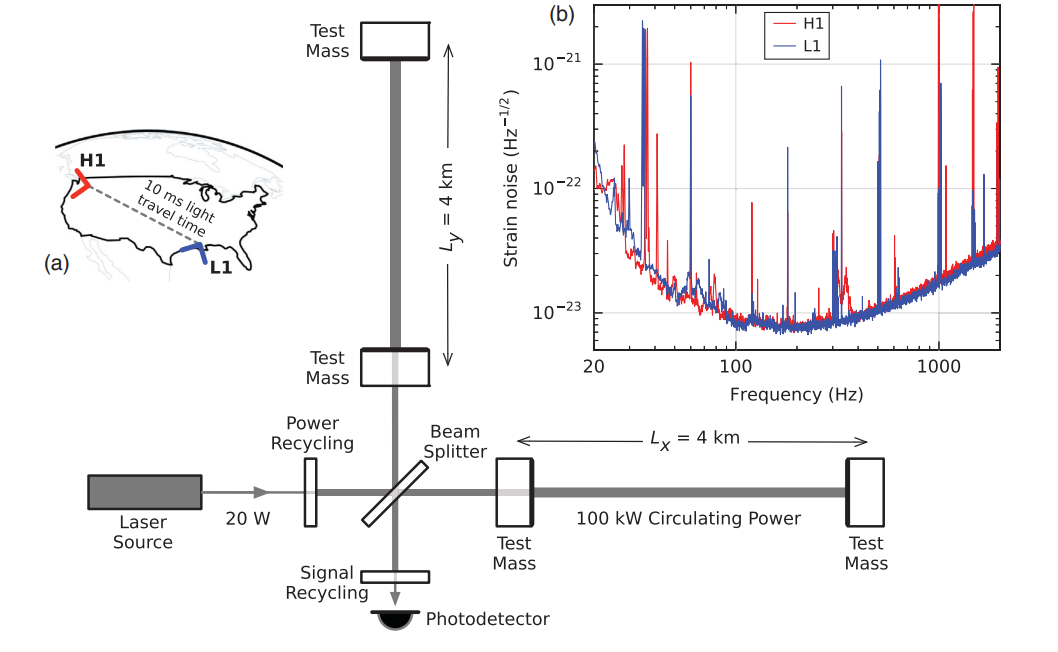 (a)
H1
10 ms light
travel time
L1
Test
Mass
L_y = 4 km
Test
Mass
Power
Recycling
Beam
Splitter
L_x = 4 km
Laser
Source
20 W
100 kW Circulating Power
Test
Mass
Test
Mass
Signal
Recycling
Photodetector
(b)
H1
L1
Strain noise (Hz^{-1/2})
10^{-21}
10^{-22}
10^{-23}
20
100
1000
Frequency (Hz)